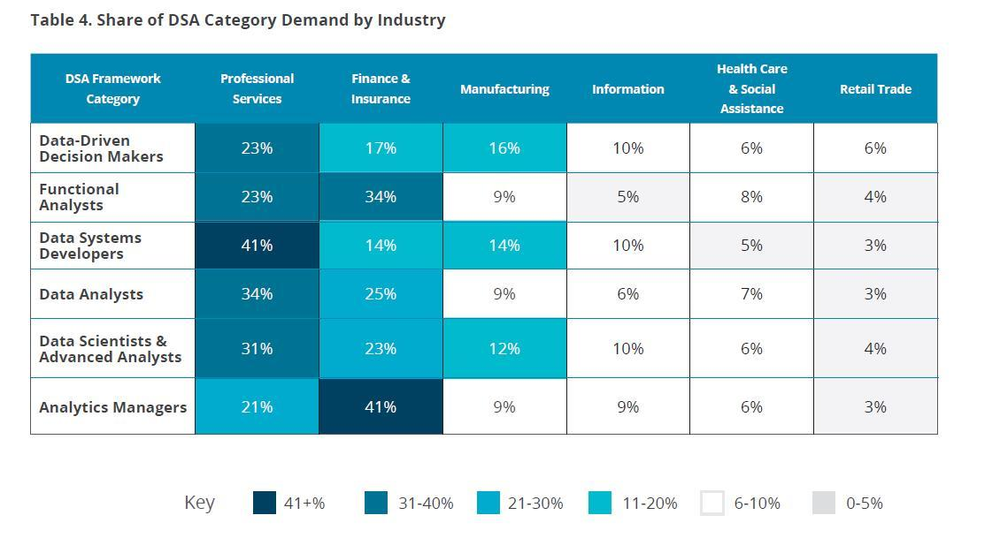 Table 4. Share of DSA Category Demand by Industry
DSA Framework
Category
Professional
Services
Finance &
Insurance
Manufacturing
Information
Health Care
& Social
Assistance
Retail Trade
Data-Driven
Decision Makers
23% 17% 16% 10% 6% 6%
Functional
Analysts
23% 34% 9% 5% 8% 4%
Data Systems
Developers
41% 14% 14% 10% 5% 3%
Data Analysts 34% 25% 9% 6% 7% 3%
Data Scientists &
Advanced Analysts
31% 23% 12% 10% 6% 4%
Analytics Managers 21% 41% 9% 9% 6% 3%
Key 41+% 31-40% 21-30% 11-20% 6-10% 0-5%